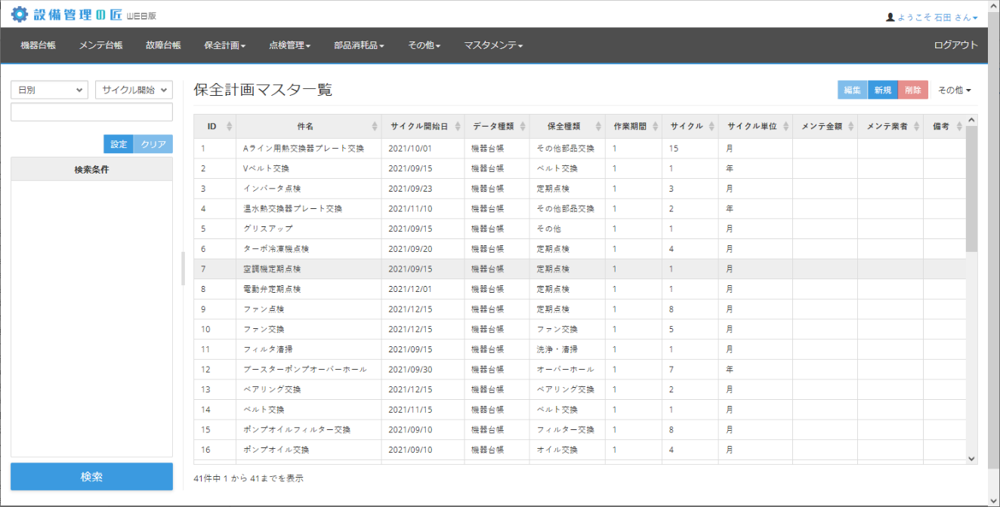 設備管理の匠 WEB版
ようこそ 石田 さん
機器台帳 メンテ台帳 故障台帳 保全計画 点検管理 部品消耗品 その他 マスタメンテ ログアウト
日別 サイクル開始
設定 クリア
検索条件
検索
保全計画マスタ一覧
編集 新規 削除 その他
ID 件名 サイクル開始日 データ種類 保全種類 作業期間 サイクル サイクル単位 メンテ金額 メンテ業者 備考
1 Aライン用熱交換器プレート交換 2021/10/01 機器台帳 その他部品交換 1 15 月
2 Vベルト交換 2021/09/15 機器台帳 ベルト交換 1 1 年
3 インバータ点検 2021/09/23 機器台帳 定期点検 1 3 月
4 温水熱交換器プレート交換 2021/11/10 機器台帳 その他部品交換 1 2 年
5 グリスアップ 2021/09/15 機器台帳 その他 1 1 月
6 ターボ冷凍機点検 2021/09/20 機器台帳 定期点検 1 4 月
7 空調機定期点検 2021/09/15 機器台帳 定期点検 1 1 月
8 電動弁定期点検 2021/12/01 機器台帳 定期点検 1 1 月
9 ファン点検 2021/12/15 機器台帳 定期点検 1 8 月
10 ファン交換 2021/12/15 機器台帳 ファン交換 1 5 月
11 フィルタ清掃 2021/09/15 機器台帳 洗浄・清掃 1 1 月
12 ブースターポンプオーバーホール 2021/09/30 機器台帳 オーバーホール 1 7 年
13 ベアリング交換 2021/12/15 機器台帳 ベアリング交換 1 2 月
14 ベルト交換 2021/11/15 機器台帳 ベルト交換 1 1 月
15 ポンプオイルフィルター交換 2021/09/10 機器台帳 フィルター交換 1 8 月
16 ポンプオイル交換 2021/09/10 機器台帳 オイル交換 1 4 月
41件中 1 から 41までを表示